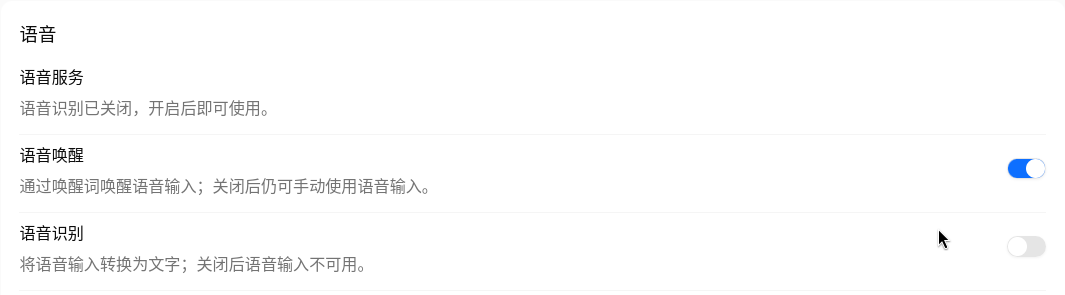 语音
语音服务
语音识别已关闭，开启后即可使用。
语音唤醒
通过唤醒词唤醒语音输入；关闭后仍可手动使用语音输入。
语音识别
将语音输入转换为文字；关闭后语音输入不可用。